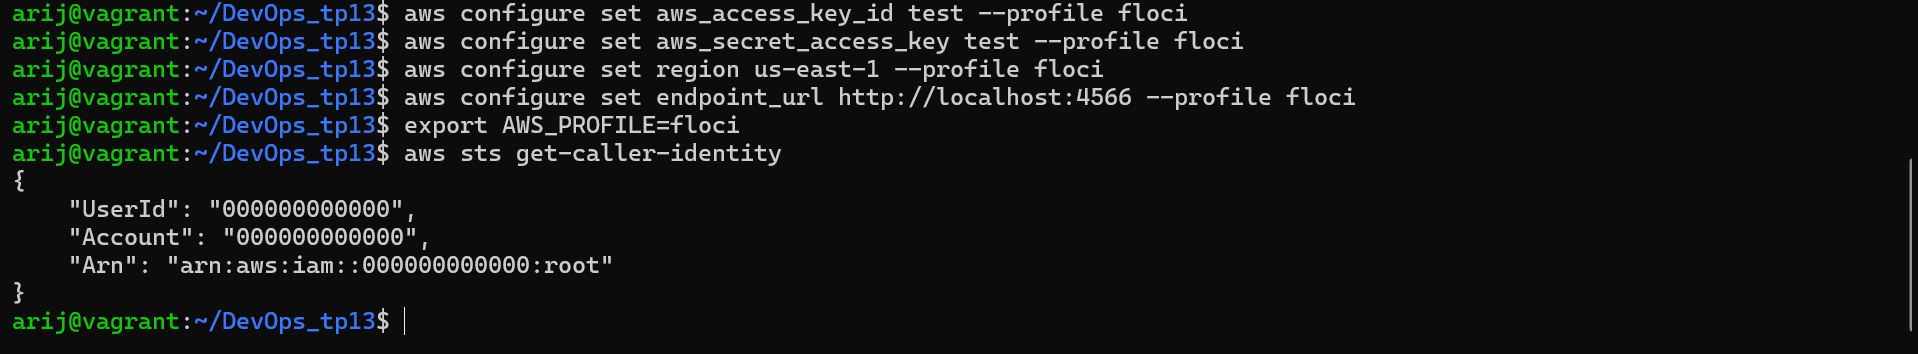 arij@vagrant:~/DevOps_tp13$ aws configure set aws_access_key_id test --profile floci
arij@vagrant:~/DevOps_tp13$ aws configure set aws_secret_access_key test --profile floci
arij@vagrant:~/DevOps_tp13$ aws configure set region us-east-1 --profile floci
arij@vagrant:~/DevOps_tp13$ aws configure set endpoint_url http://localhost:4566 --profile floci
arij@vagrant:~/DevOps_tp13$ export AWS_PROFILE=floci
arij@vagrant:~/DevOps_tp13$ aws sts get-caller-identity
{
    "UserId": "000000000000",
    "Account": "000000000000",
    "Arn": "arn:aws:iam::000000000000:root"
}
arij@vagrant:~/DevOps_tp13$